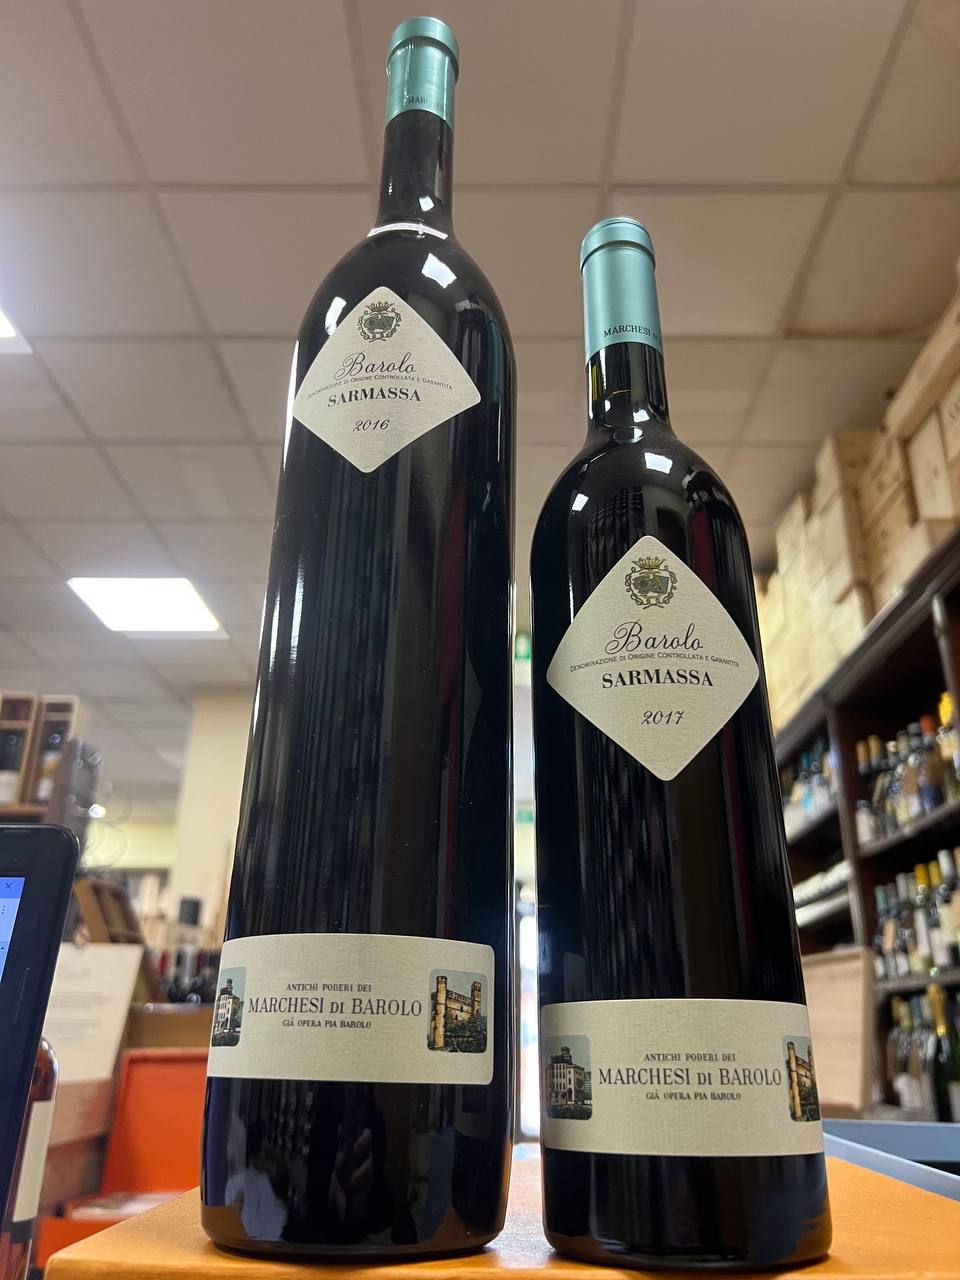 MARCHE
Barolo
DENOMINAZIONE DI ORIGINE CONTROLLATA E GARANTITA
SARMASSA
2016
ANTICHI PODERI DEI
MARCHESI DI BAROLO
GIÀ OPERA PIA BAROLO
MARCHESI D
Barolo
DENOMINAZIONE DI ORIGINE CONTROLLATA E GARANTITA
SARMASSA
2017
ANTICHI PODERI DEI
MARCHESI DI BAROLO
GIÀ OPERA PIA BAROLO